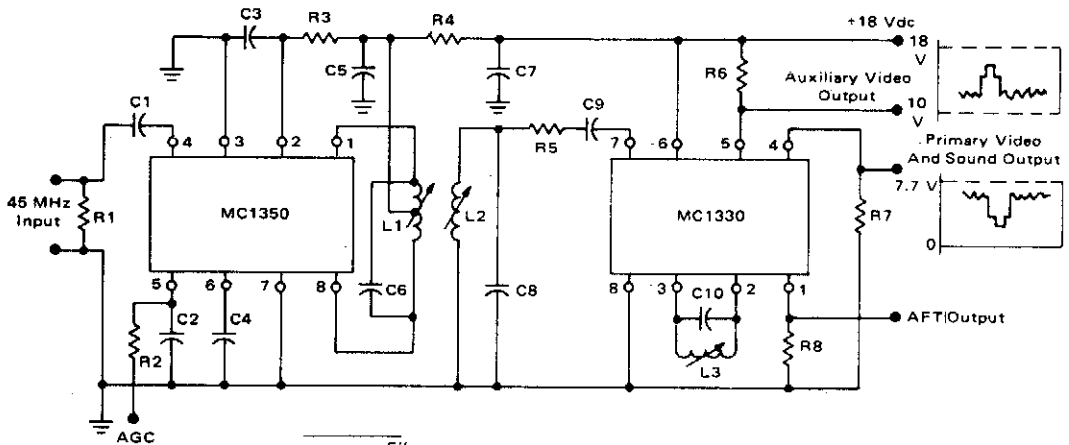 C3
R3
R4
+18 Vdc
18
V
C5
C7
R6
Auxiliary Video
Output
10
V
C1
C9
R5
4
3
2
1
7
6
5
4
Primary Video
And Sound Output
7.7 V
0
45 MHz
Input
R1
MC1350
L1
L2
MC1330
R7
5
6
7
8
C6
C8
8
3
C10
2
1
AFT Output
R2
C2
C4
L3
R8
AGC